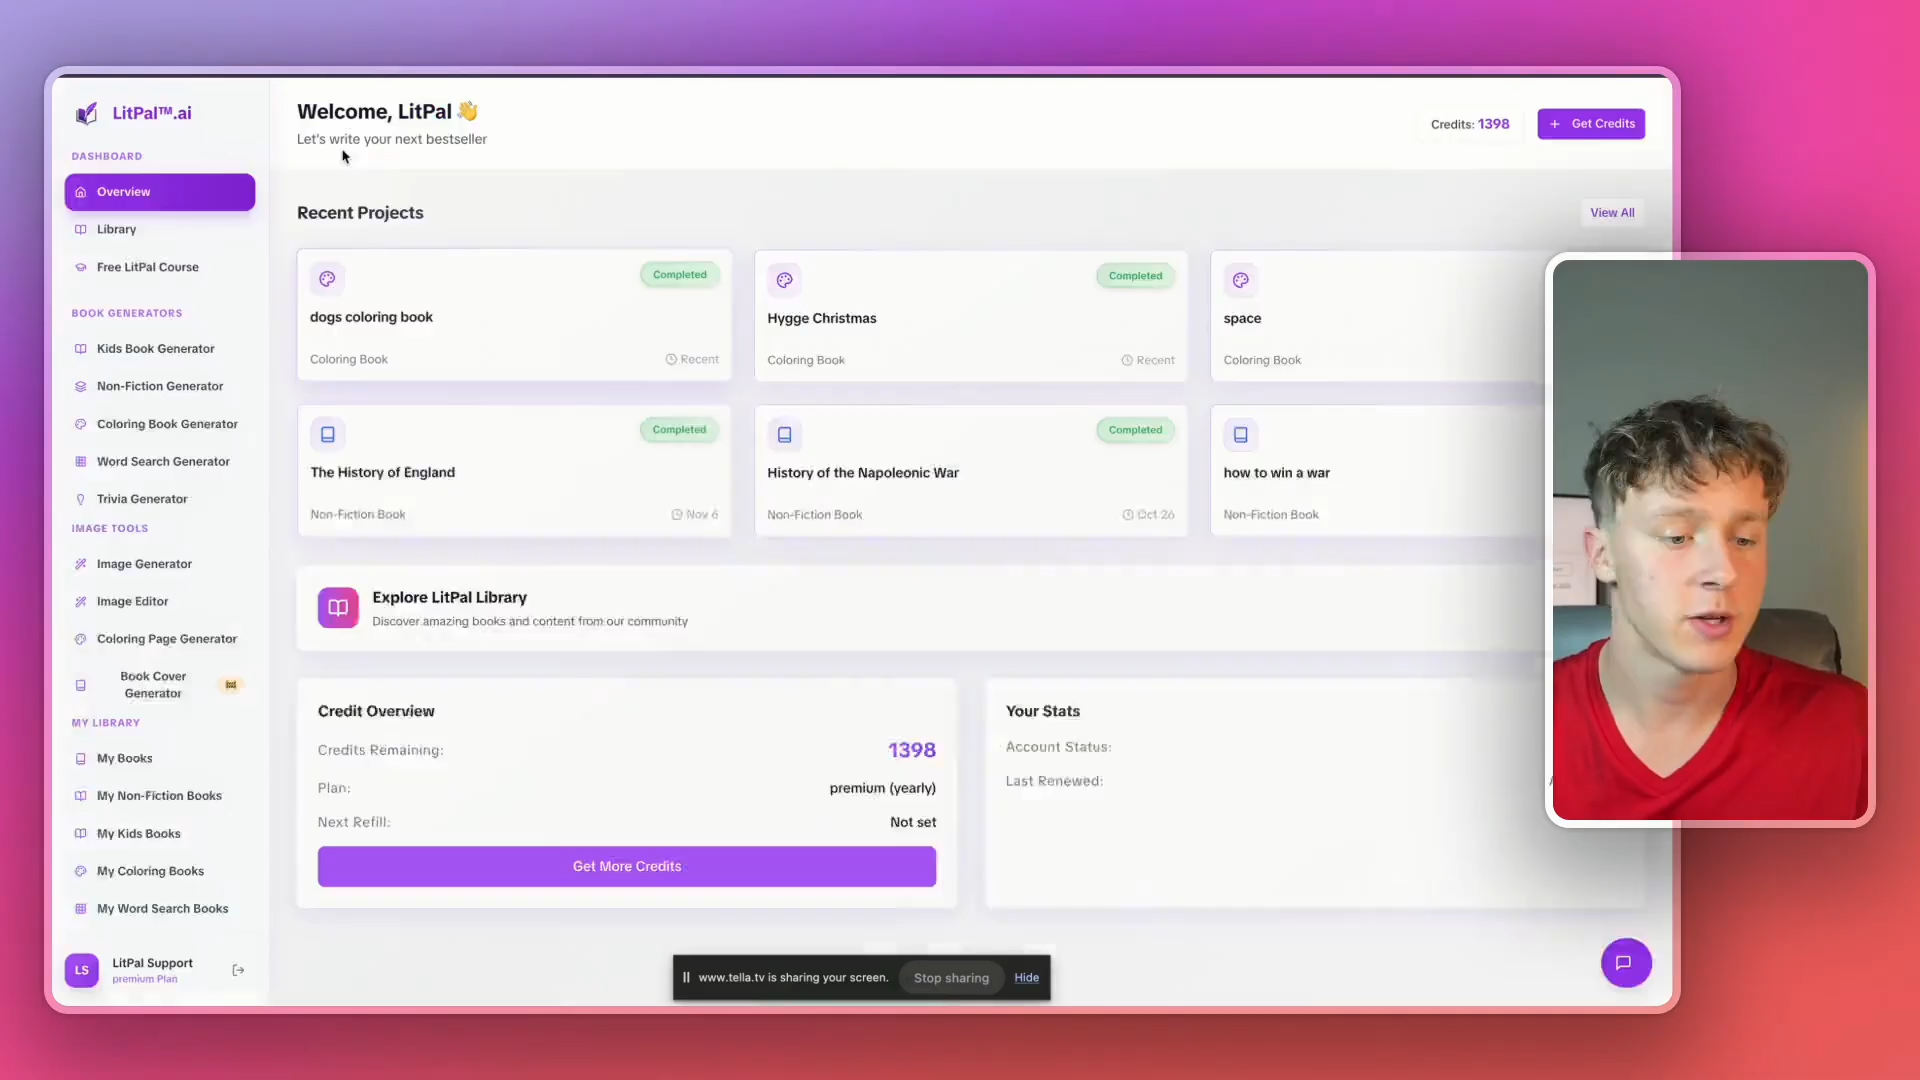 LitPal™.ai
DASHBOARD
Overview
Library
Free LitPal Course
BOOK GENERATORS
Kids Book Generator
Non-Fiction Generator
Coloring Book Generator
Word Search Generator
Trivia Generator
IMAGE TOOLS
Image Generator
Image Editor
Coloring Page Generator
Book Cover
Generator
MY LIBRARY
My Books
My Non-Fiction Books
My Kids Books
My Coloring Books
My Word Search Books
LS
LitPal Support
premium Plan
Welcome, LitPal 👋
Let's write your next bestseller
Credits: 1398
+ Get Credits
Recent Projects
View All
Completed
dogs coloring book
Coloring Book
Recent
Completed
Hygge Christmas
Coloring Book
Recent
space
Coloring Book
Completed
The History of England
Non-Fiction Book
Nov 6
Completed
History of the Napoleonic War
Non-Fiction Book
Oct 26
how to win a war
Non-Fiction Book
Explore LitPal Library
Discover amazing books and content from our community
Credit Overview
Credits Remaining: 1398
Plan: premium (yearly)
Next Refill: Not set
Get More Credits
Your Stats
Account Status:
Last Renewed:
www.tella.tv is sharing your screen. Stop sharing Hide